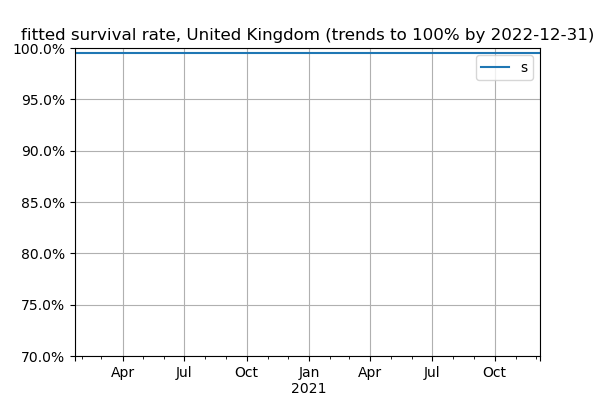 fitted survival rate, United Kingdom (trends to 100% by 2022-12-31)
100.0%
s
95.0%
90.0%
85.0%
80.0%
75.0%
70.0%
Apr Jul Oct Jan Apr Jul Oct
2021